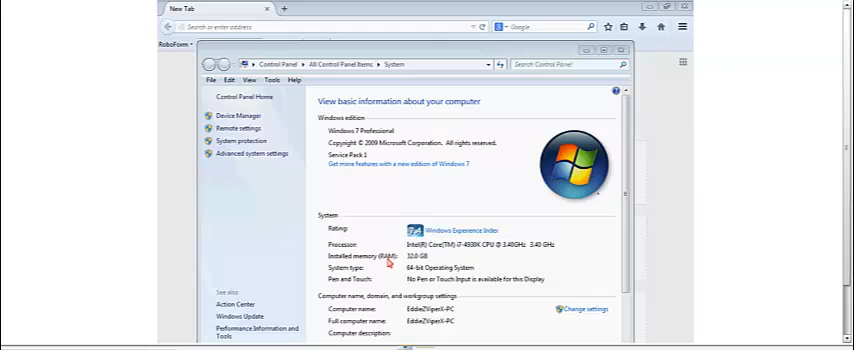 New Tab
Search or enter address
Google
RoboForm
Control Panel
All Control Panel Items
System
Search Control Panel
File Edit View Tools Help
Control Panel Home
Device Manager
Remote settings
System protection
Advanced system settings
See also
Action Center
Windows Update
Performance Information and
Tools
View basic information about your computer
Windows edition
Windows 7 Professional
Copyright © 2009 Microsoft Corporation. All rights reserved.
Service Pack 1
Get more features with a new edition of Windows 7
System
Rating: Windows Experience Index
Processor: Intel(R) Core(TM) i7-4930K CPU @ 3.40GHz 3.40 GHz
Installed memory (RAM): 32.0 GB
System type: 64-bit Operating System
Pen and Touch: No Pen or Touch Input is available for this Display
Computer name, domain, and workgroup settings
Computer name: EddieZViperX-PC
Change settings
Full computer name: EddieZViperX-PC
Computer description: